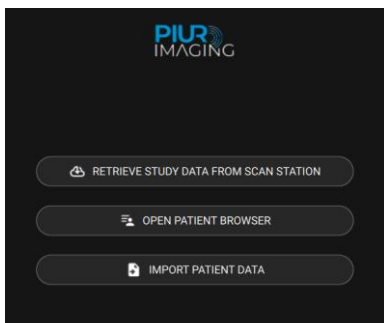 PIUR
IMAGING
RETRIEVE STUDY DATA FROM SCAN STATION
OPEN PATIENT BROWSER
IMPORT PATIENT DATA